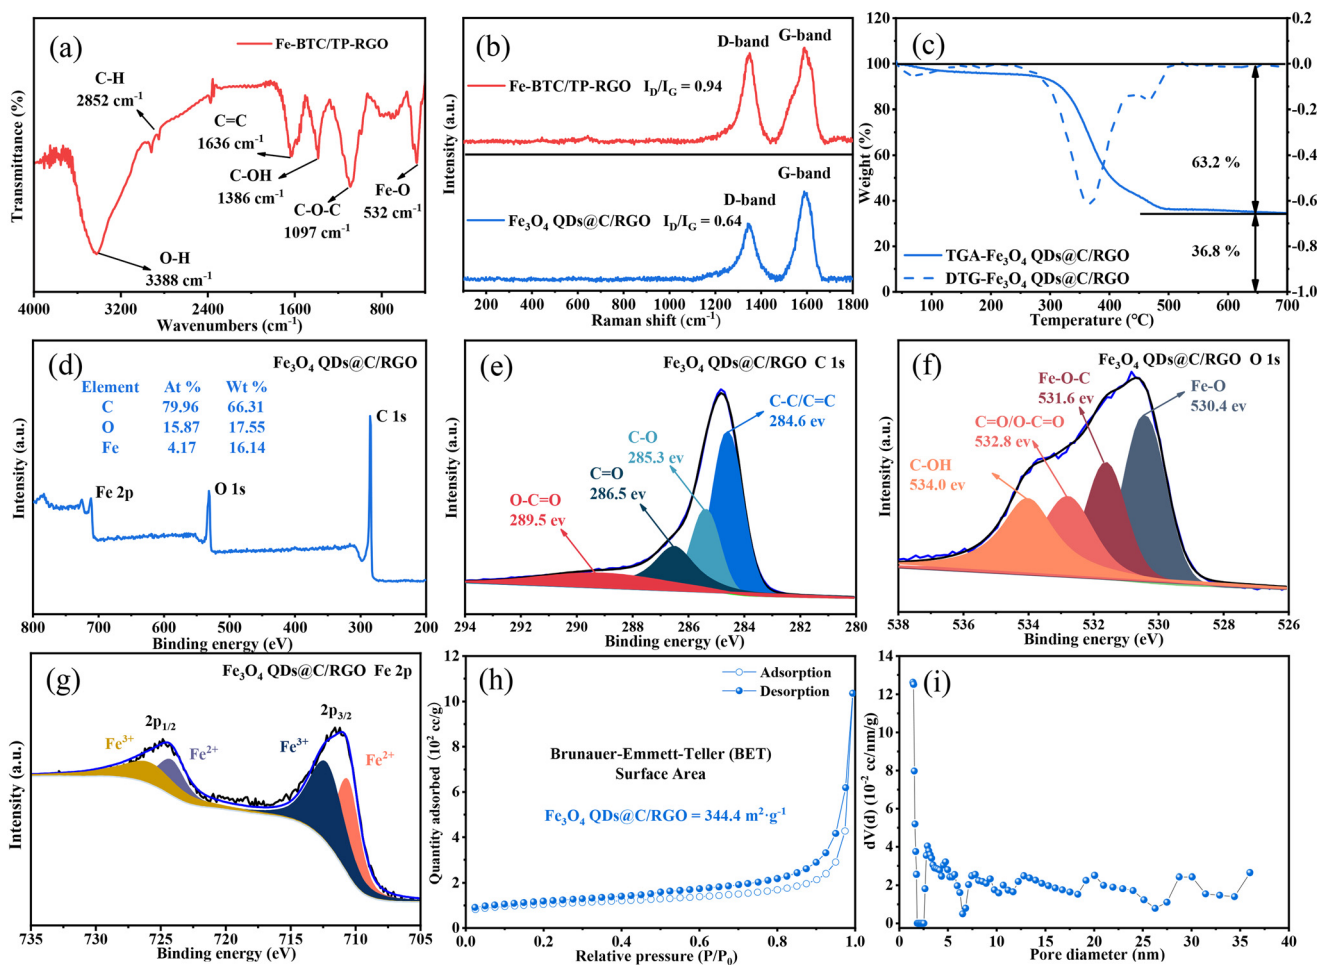 (a)
Fe-BTC/TP-RGO
C-H
2852 cm⁻¹
C=C
1636 cm⁻¹
C-OH
1386 cm⁻¹
C-O-C
1097 cm⁻¹
Fe-O
532 cm⁻¹
O-H
3388 cm⁻¹
Transmittance (%)
4000 3200 2400 1600 800
Wavenumbers (cm⁻¹)
(b)
D-band
G-band
Fe-BTC/TP-RGO I_D/I_G = 0.94
D-band
G-band
Fe₃O₄ QDs@C/RGO I_D/I_G = 0.64
Intensity (a.u.)
200 400 600 800 1000 1200 1400 1600 1800
Raman shift (cm⁻¹)
(c)
120
100
80
60
40
20
0
Weight (%)
0.2
0.0
-0.2
-0.4
-0.6
-0.8
-1.0
63.2 %
36.8 %
TGA-Fe₃O₄ QDs@C/RGO
DTG-Fe₃O₄ QDs@C/RGO
100 200 300 400 500 600 700
Temperature (℃)
(d)
Fe₃O₄ QDs@C/RGO
Element At % Wt %
C 79.96 66.31
O 15.87 17.55
Fe 4.17 16.14
C 1s
Fe 2p
O 1s
Intensity (a.u.)
800 700 600 500 400 300 200
Binding energy (eV)
(e)
Fe₃O₄ QDs@C/RGO C 1s
C-C/C=C
284.6 ev
C-O
285.3 ev
C=O
286.5 ev
O-C=O
289.5 ev
Intensity (a.u.)
294 292 290 288 286 284 282 280
Binding energy (eV)
(f)
Fe₃O₄ QDs@C/RGO O 1s
Fe-O-C
531.6 ev
Fe-O
530.4 ev
C=O/O-C=O
532.8 ev
C-OH
534.0 ev
Intensity (a.u.)
538 536 534 532 530 528 526
Binding energy (eV)
(g)
Fe₃O₄ QDs@C/RGO Fe 2p
2p₁/₂
2p₃/₂
Fe³⁺
Fe²⁺
Fe³⁺
Fe²⁺
Intensity (a.u.)
735 730 725 720 715 710 705
Binding energy (eV)
(h)
Adsorption
Desorption
Brunauer-Emmett-Teller (BET)
Surface Area
Fe₃O₄ QDs@C/RGO = 344.4 m²·g⁻¹
Quantity adsorbed (10² cc/g)
12
10
8
6
4
2
0
0.0 0.2 0.4 0.6 0.8 1.0
Relative pressure (P/P₀)
(i)
dV(d) (10⁻² cc/nm/g)
14
12
10
8
6
4
2
0
0 5 10 15 20 25 30 35 40
Pore diameter (nm)